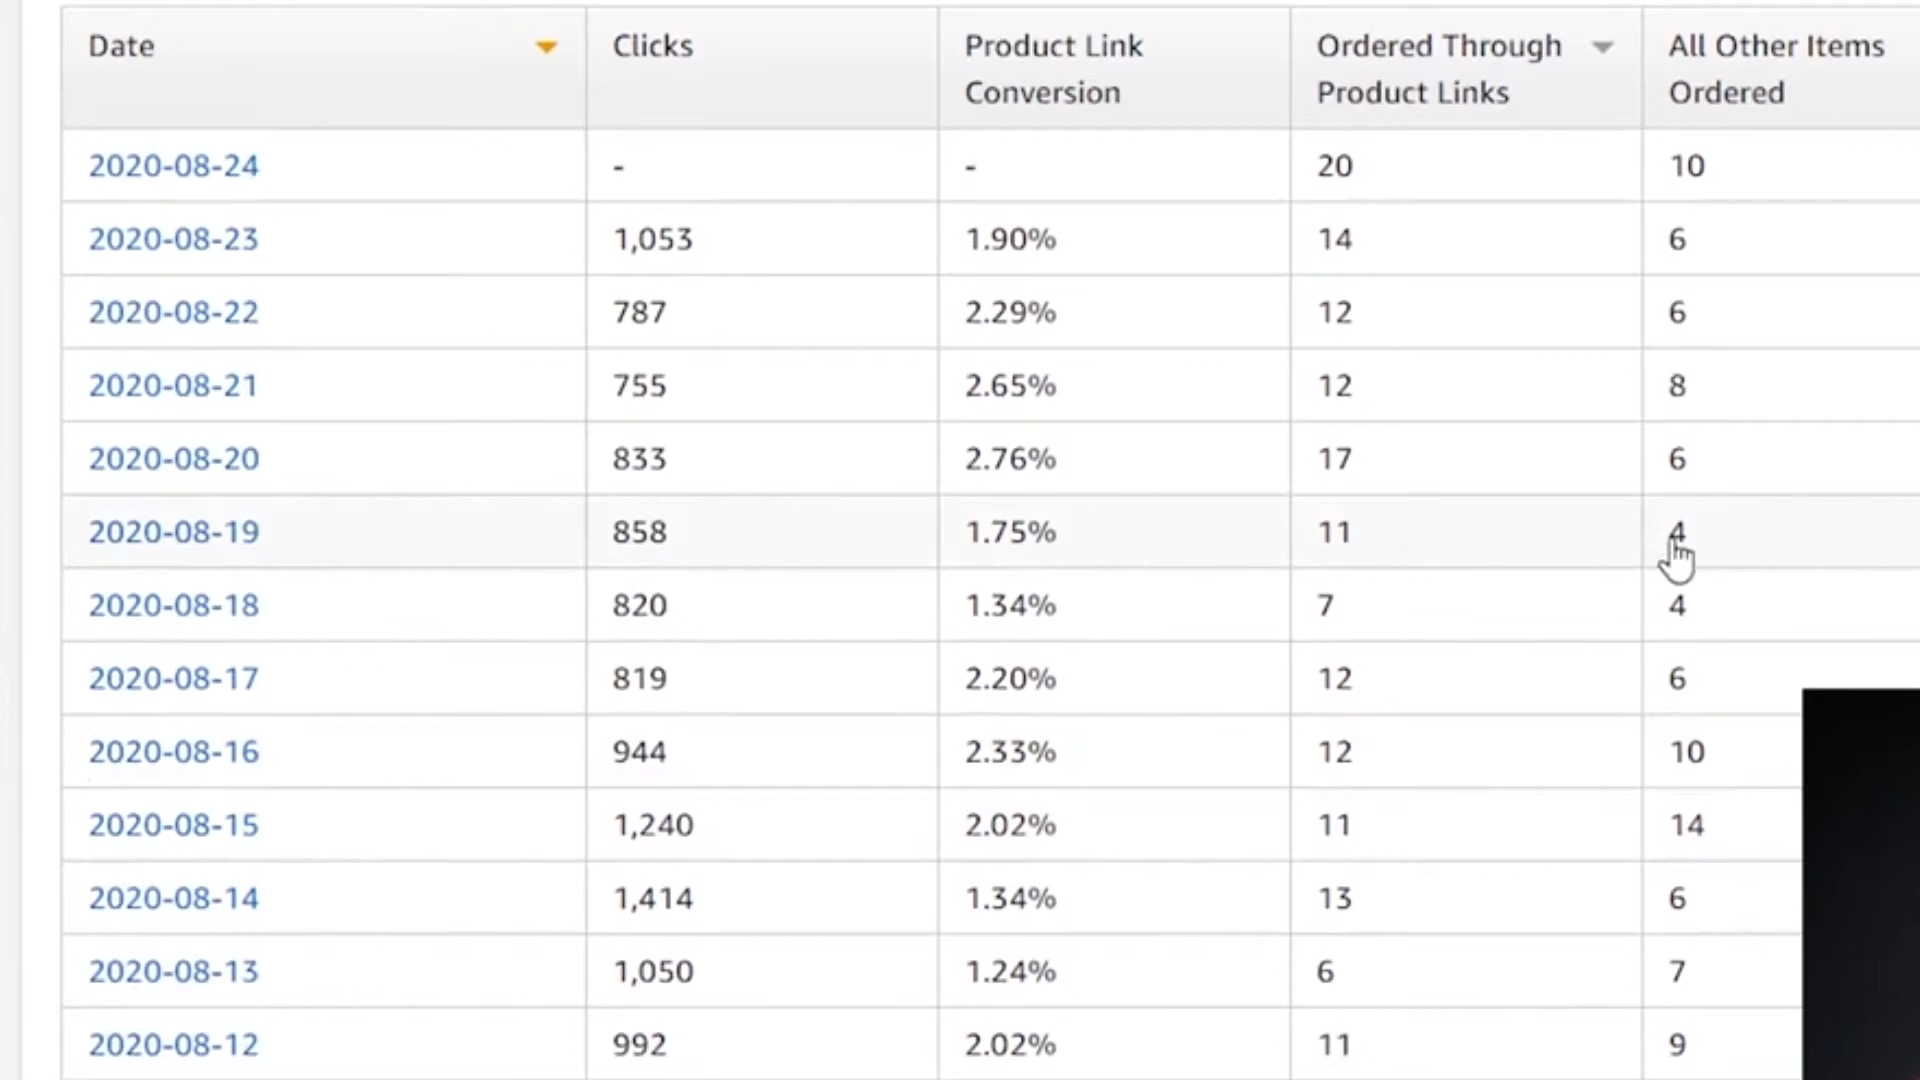 Date Clicks Product Link Conversion Ordered Through Product Links All Other Items Ordered
2020-08-24 - - 20 10
2020-08-23 1,053 1.90% 14 6
2020-08-22 787 2.29% 12 6
2020-08-21 755 2.65% 12 8
2020-08-20 833 2.76% 17 6
2020-08-19 858 1.75% 11 4
2020-08-18 820 1.34% 7 4
2020-08-17 819 2.20% 12 6
2020-08-16 944 2.33% 12 10
2020-08-15 1,240 2.02% 11 14
2020-08-14 1,414 1.34% 13 6
2020-08-13 1,050 1.24% 6 7
2020-08-12 992 2.02% 11 9